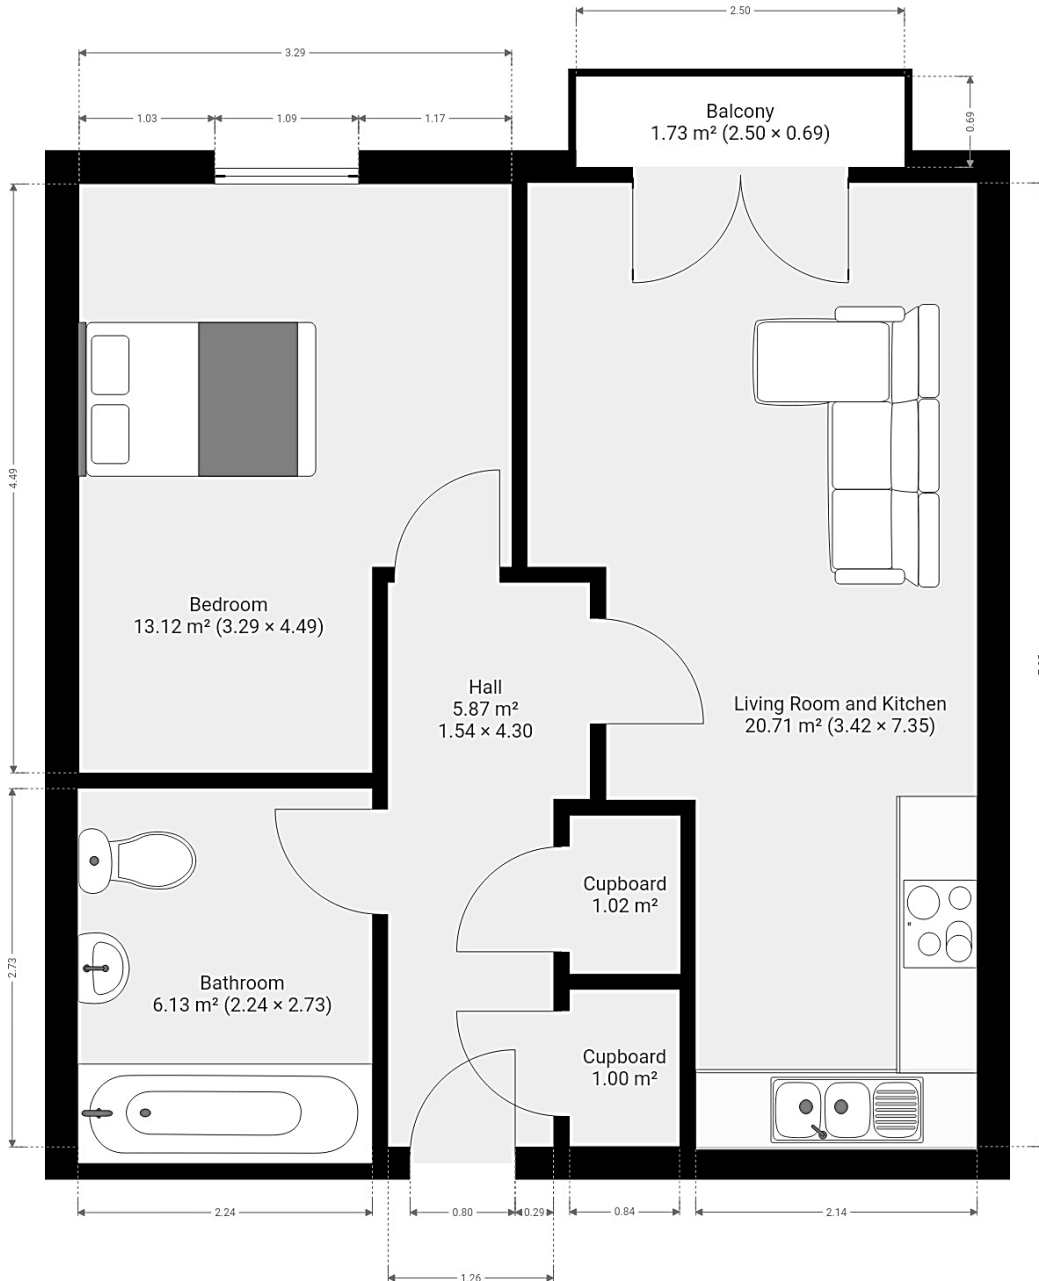 2.50
3.29
1.03
1.09
1.17
0.69
Balcony
1.73 m² (2.50 × 0.69)
4.49
Bedroom
13.12 m² (3.29 × 4.49)
Hall
5.87 m²
1.54 × 4.30
Living Room and Kitchen
20.71 m² (3.42 × 7.35)
Cupboard
1.02 m²
2.73
Bathroom
6.13 m² (2.24 × 2.73)
Cupboard
1.00 m²
2.24
0.80
0.29
0.84
2.14
1.26